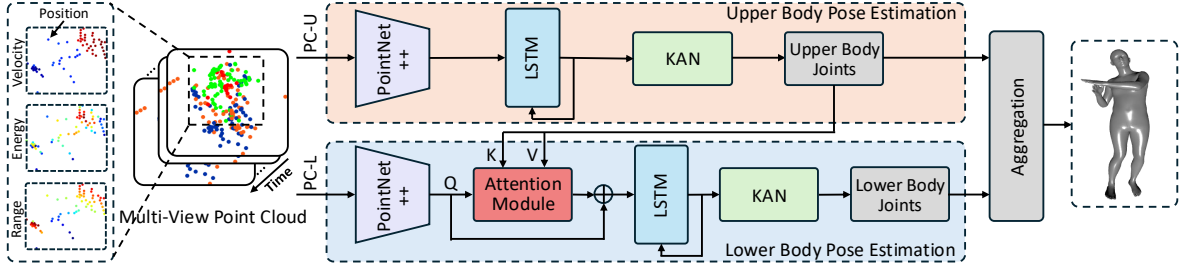 Position
Velocity
Energy
Range
...
...
Time
Multi-View Point Cloud
PC-U
PointNet
++
LSTM
KAN
Upper Body
Joints
Upper Body Pose Estimation
K
V
PC-L
PointNet
++
Q
Attention
Module
LSTM
KAN
Lower Body
Joints
Lower Body Pose Estimation
Aggregation